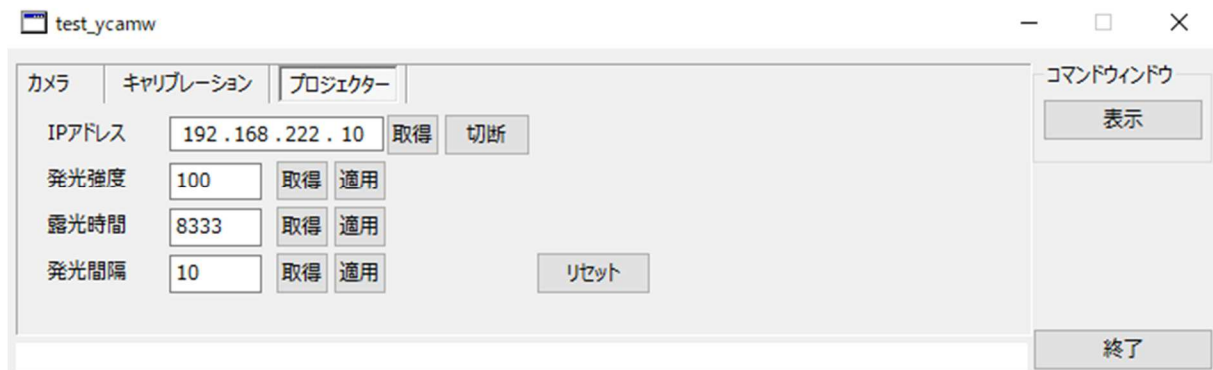 test_ycamw
カメラ キャリブレーション プロジェクター
コマンドウィンドウ
表示
IPアドレス 192 . 168 . 222 . 10 取得 切断
発光強度 100 取得 適用
露光時間 8333 取得 適用
発光間隔 10 取得 適用 リセット
終了